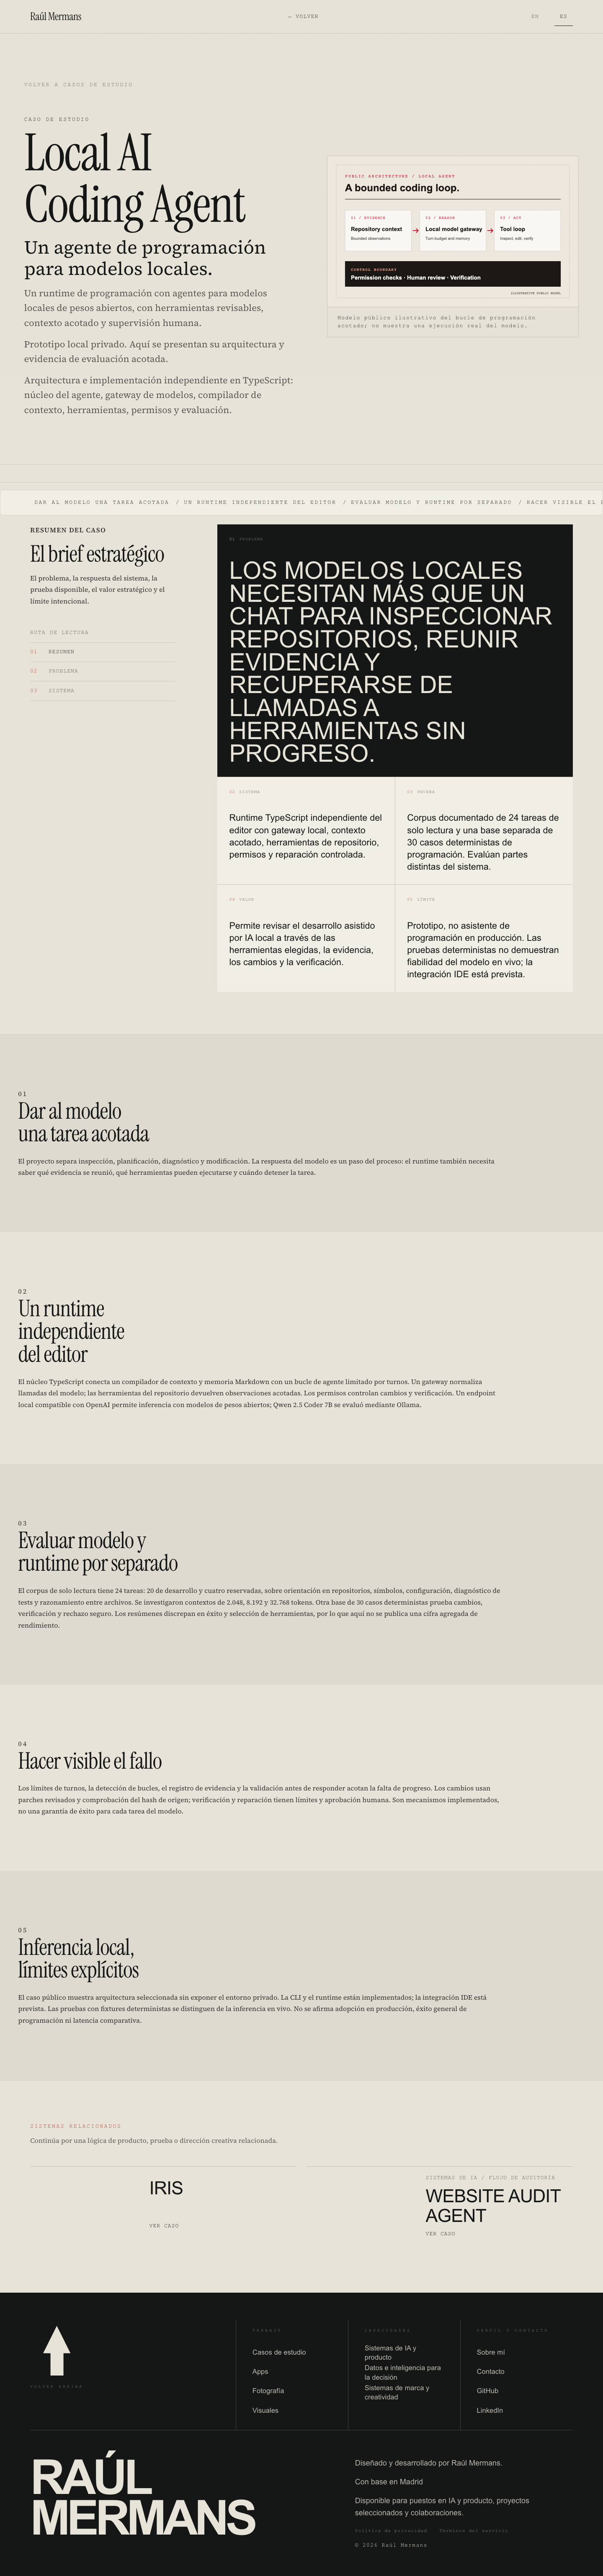 Raúl Mermans
← VOLVER
EN
ES
VOLVER A CASOS DE ESTUDIO
CASO DE ESTUDIO
Local AI
Coding Agent
Un agente de programación
para modelos locales.
Un runtime de programación con agentes para modelos
locales de pesos abiertos, con herramientas revisables,
contexto acotado y supervisión humana.
Prototipo local privado. Aquí se presentan su arquitectura y
evidencia de evaluación acotada.
Arquitectura e implementación independiente en TypeScript:
núcleo del agente, gateway de modelos, compilador de
contexto, herramientas, permisos y evaluación.
PUBLIC ARCHITECTURE / LOCAL AGENT
A bounded coding loop.
01 / EVIDENCE
Repository context
Bounded observations
02 / REASON
Local model gateway
Turn budget and memory
03 / ACT
Tool loop
Inspect, edit, verify
CONTROL BOUNDARY
Permission checks · Human review · Verification
ILLUSTRATIVE PUBLIC MODEL
Modelo público ilustrativo del bucle de programación
acotado; no muestra una ejecución real del modelo.
DAR AL MODELO UNA TAREA ACOTADA / UN RUNTIME INDEPENDIENTE DEL EDITOR / EVALUAR MODELO Y RUNTIME POR SEPARADO / HACER VISIBLE EL
RESUMEN DEL CASO
El brief estratégico
El problema, la respuesta del sistema, la
prueba disponible, el valor estratégico y el
límite intencional.
RUTA DE LECTURA
01 RESUMEN
02 PROBLEMA
03 SISTEMA
01 PROBLEMA
LOS MODELOS LOCALES
NECESITAN MÁS QUE UN
CHAT PARA INSPECCIONAR
REPOSITORIOS, REUNIR
EVIDENCIA Y
RECUPERARSE DE
LLAMADAS A
HERRAMIENTAS SIN
PROGRESO.
02 SISTEMA
Runtime TypeScript independiente del
editor con gateway local, contexto
acotado, herramientas de repositorio,
permisos y reparación controlada.
03 PRUEBA
Corpus documentado de 24 tareas de
solo lectura y una base separada de
30 casos deterministas de
programación. Evalúan partes
distintas del sistema.
04 VALOR
Permite revisar el desarrollo asistido
por IA local a través de las
herramientas elegidas, la evidencia,
los cambios y la verificación.
05 LÍMITE
Prototipo, no asistente de
programación en producción. Las
pruebas deterministas no demuestran
fiabilidad del modelo en vivo; la
integración IDE está prevista.
01
Dar al modelo
una tarea acotada
El proyecto separa inspección, planificación, diagnóstico y modificación. La respuesta del modelo es un paso del proceso: el runtime también necesita
saber qué evidencia se reunió, qué herramientas pueden ejecutarse y cuándo detener la tarea.
02
Un runtime
independiente
del editor
El núcleo TypeScript conecta un compilador de contexto y memoria Markdown con un bucle de agente limitado por turnos. Un gateway normaliza
llamadas del modelo; las herramientas del repositorio devuelven observaciones acotadas. Los permisos controlan cambios y verificación. Un endpoint
local compatible con OpenAI permite inferencia con modelos de pesos abiertos; Qwen 2.5 Coder 7B se evaluó mediante Ollama.
03
Evaluar modelo y
runtime por separado
El corpus de solo lectura tiene 24 tareas: 20 de desarrollo y cuatro reservadas, sobre orientación en repositorios, símbolos, configuración, diagnóstico de
tests y razonamiento entre archivos. Se investigaron contextos de 2.048, 8.192 y 32.768 tokens. Otra base de 30 casos deterministas prueba cambios,
verificación y rechazo seguro. Los resúmenes discrepan en éxito y selección de herramientas, por lo que aquí no se publica una cifra agregada de
rendimiento.
04
Hacer visible el fallo
Los límites de turnos, la detección de bucles, el registro de evidencia y la validación antes de responder acotan la falta de progreso. Los cambios usan
parches revisados y comprobación del hash de origen; verificación y reparación tienen límites y aprobación humana. Son mecanismos implementados,
no una garantía de éxito para cada tarea del modelo.
05
Inferencia local,
límites explícitos
El caso público muestra arquitectura seleccionada sin exponer el entorno privado. La CLI y el runtime están implementados; la integración IDE está
prevista. Las pruebas con fixtures deterministas se distinguen de la inferencia en vivo. No se afirma adopción en producción, éxito general de
programación ni latencia comparativa.
SISTEMAS RELACIONADOS
Continúa por una lógica de producto, prueba o dirección creativa relacionada.
IRIS
VER CASO
SISTEMAS DE IA / FLUJO DE AUDITORÍA
WEBSITE AUDIT
AGENT
VER CASO
VOLVER ARRIBA
TRABAJO
Casos de estudio
Apps
Fotografía
Visuales
CAPACIDADES
Sistemas de IA y
producto
Datos e inteligencia para
la decisión
Sistemas de marca y
creatividad
PERFIL Y CONTACTO
Sobre mí
Contacto
GitHub
LinkedIn
RAÚL
MERMANS
Diseñado y desarrollado por Raúl Mermans.
Con base en Madrid
Disponible para puestos en IA y producto, proyectos
seleccionados y colaboraciones.
Política de privacidad
Términos del servicio
© 2026 Raúl Mermans